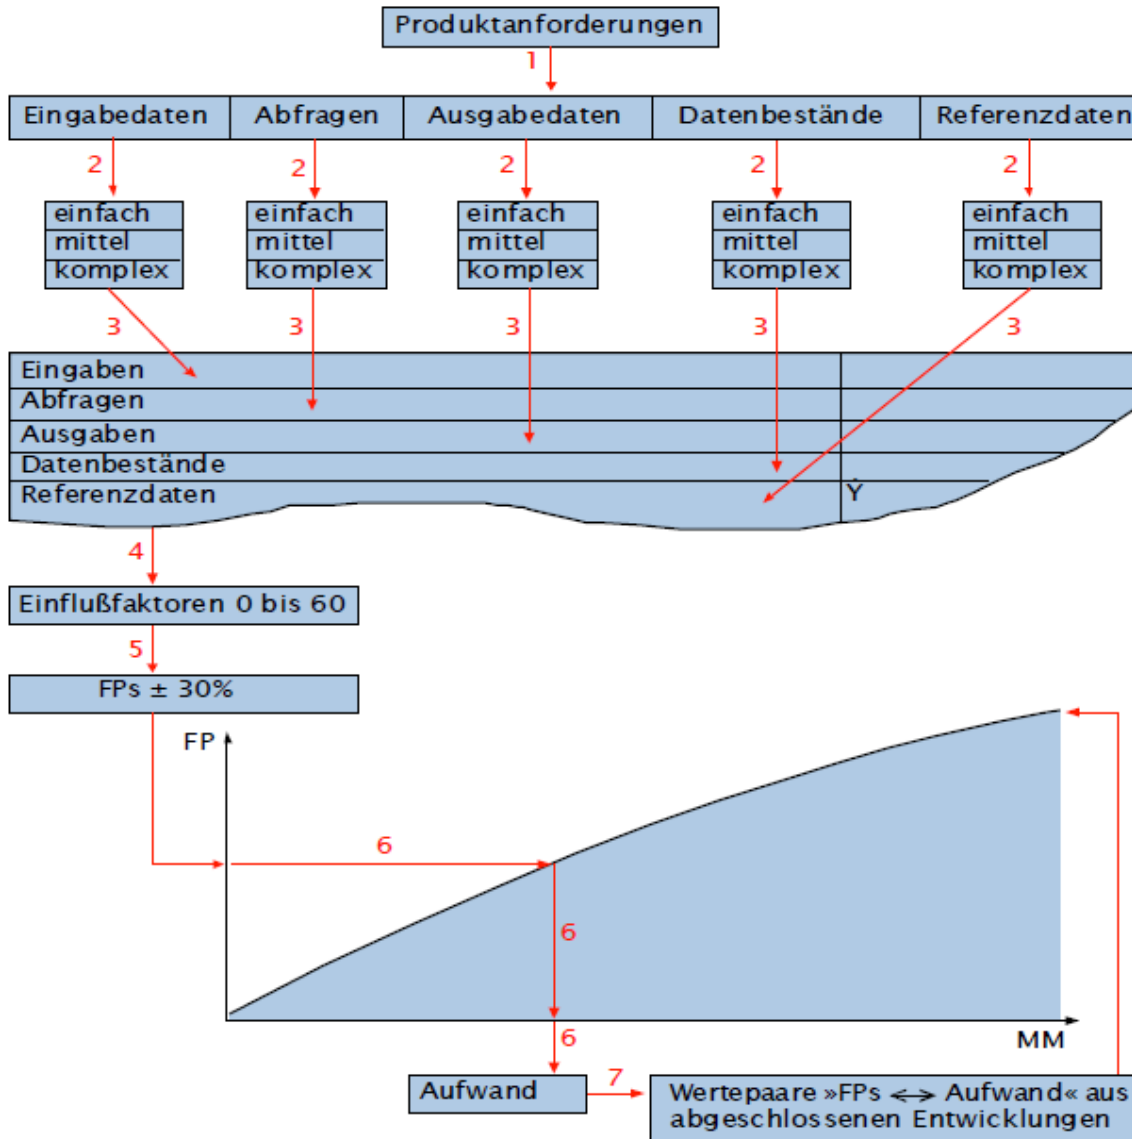 Produktanforderungen
1
Eingabedaten Abfragen Ausgabedaten Datenbestände Referenzdaten
2 2 2 2 2
einfach einfach einfach einfach einfach
mittel mittel mittel mittel mittel
komplex komplex komplex komplex komplex
3 3 3 3 3
Eingaben
Abfragen
Ausgaben
Datenbestände
Referenzdaten Ÿ
4
Einflußfaktoren 0 bis 60
5
FPs ± 30%
FP
6
6
6
MM
Aufwand 7 Wertepaare »FPs <–> Aufwand« aus
abgeschlossenen Entwicklungen